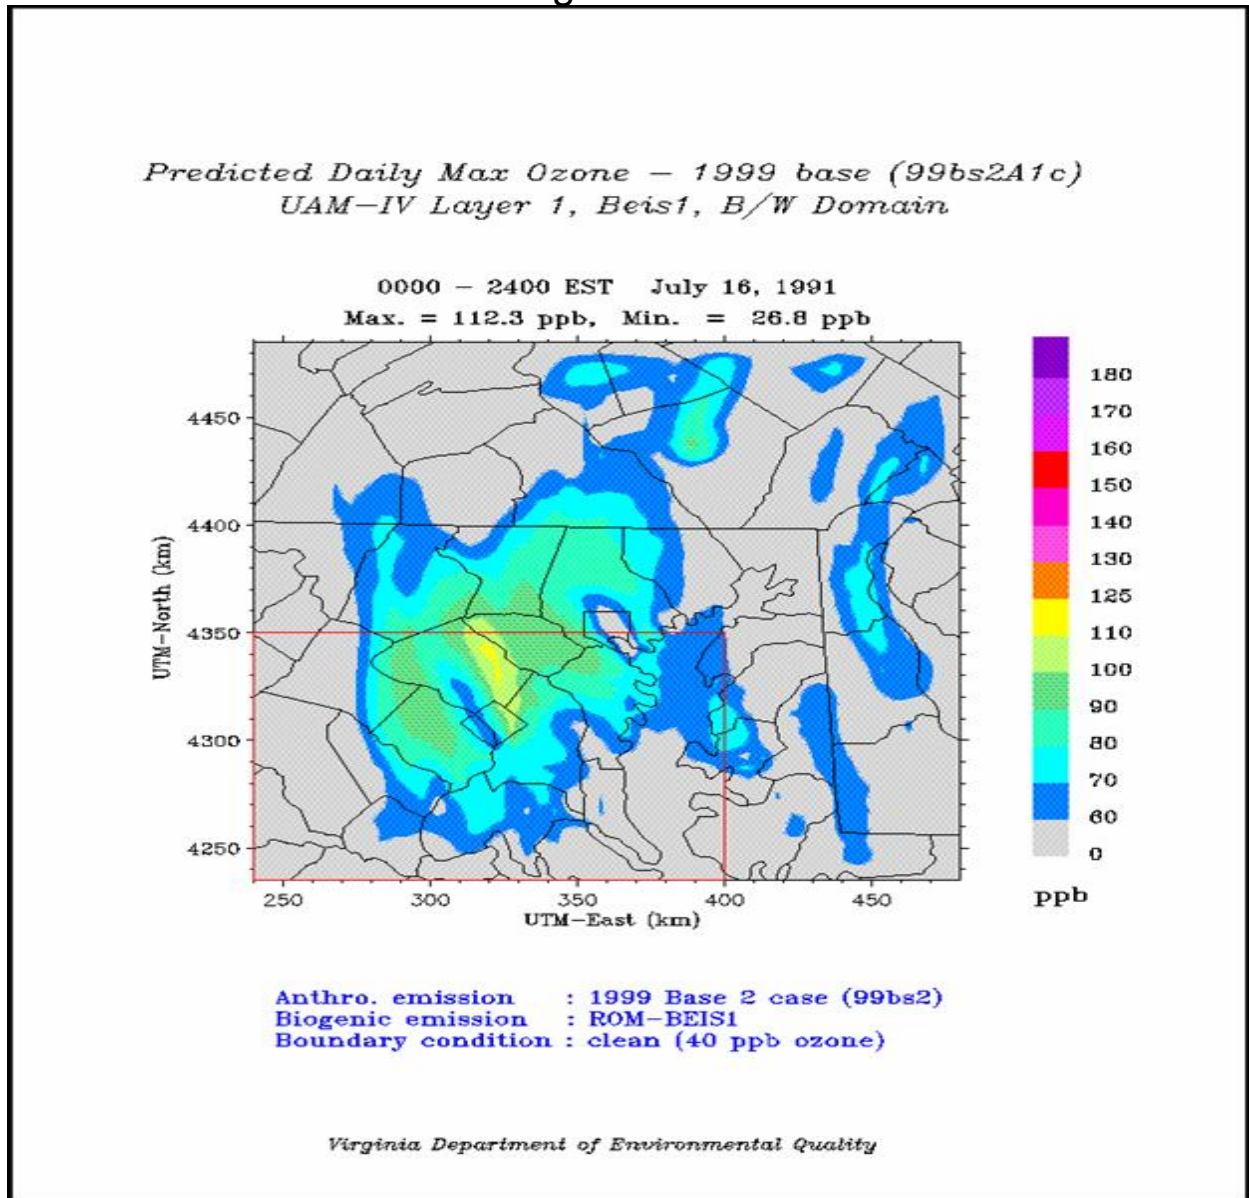 Predicted Daily Max Ozone – 1999 base (99bs2A1c)
UAM–IV Layer 1, Beis1, B/W Domain
0000 – 2400 EST July 16, 1991
Max. = 112.3 ppb, Min. = 26.8 ppb
UTM–North (km)
4450
4400
4350
4300
4250
250 300 350 400 450
UTM–East (km)
180
170
160
150
140
130
125
110
100
90
80
70
60
0
ppb
Anthro. emission : 1999 Base 2 case (99bs2)
Biogenic emission : ROM–BEIS1
Boundary condition : clean (40 ppb ozone)
Virginia Department of Environmental Quality